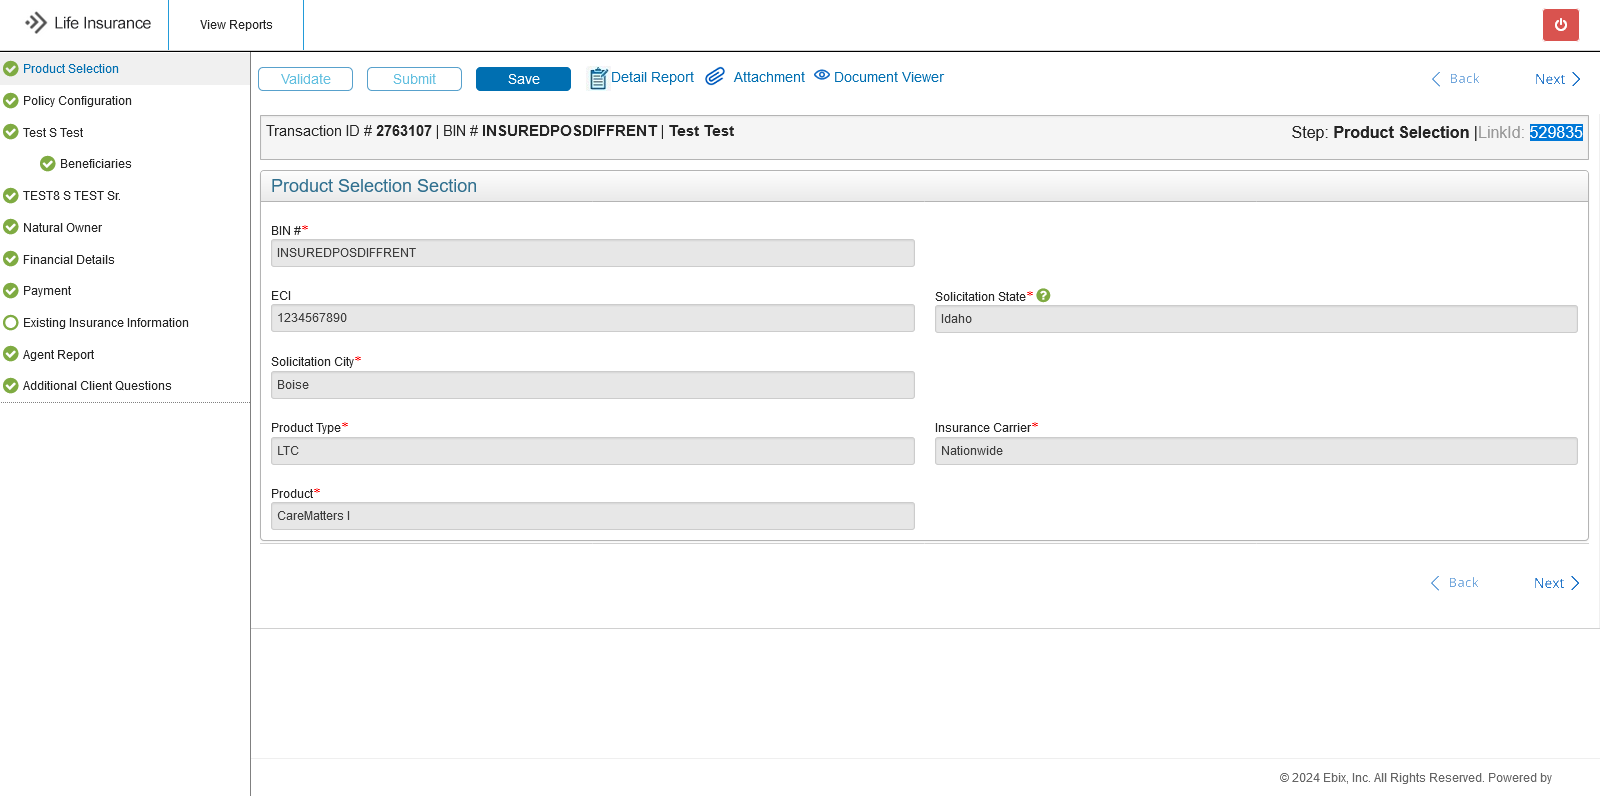 Life Insurance
View Reports
Product Selection
Policy Configuration
Test S Test
Beneficiaries
TEST8 S TEST Sr.
Natural Owner
Financial Details
Payment
Existing Insurance Information
Agent Report
Additional Client Questions
Validate Submit Save Detail Report Attachment Document Viewer Back Next
Transaction ID # 2763107 | BIN # INSUREDPOSDIFFRENT | Test Test
Step: Product Selection |LinkId: 529835
Product Selection Section
BIN #*
INSUREDPOSDIFFRENT
ECI
1234567890
Solicitation State* ?
Idaho
Solicitation City*
Boise
Product Type*
LTC
Insurance Carrier*
Nationwide
Product*
CareMatters I
Back Next
© 2024 Ebix, Inc. All Rights Reserved. Powered by